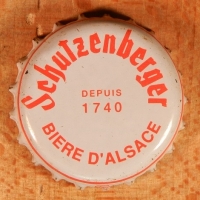 Schutzenberger
DEPUIS
1740
BIERE D'ALSACE